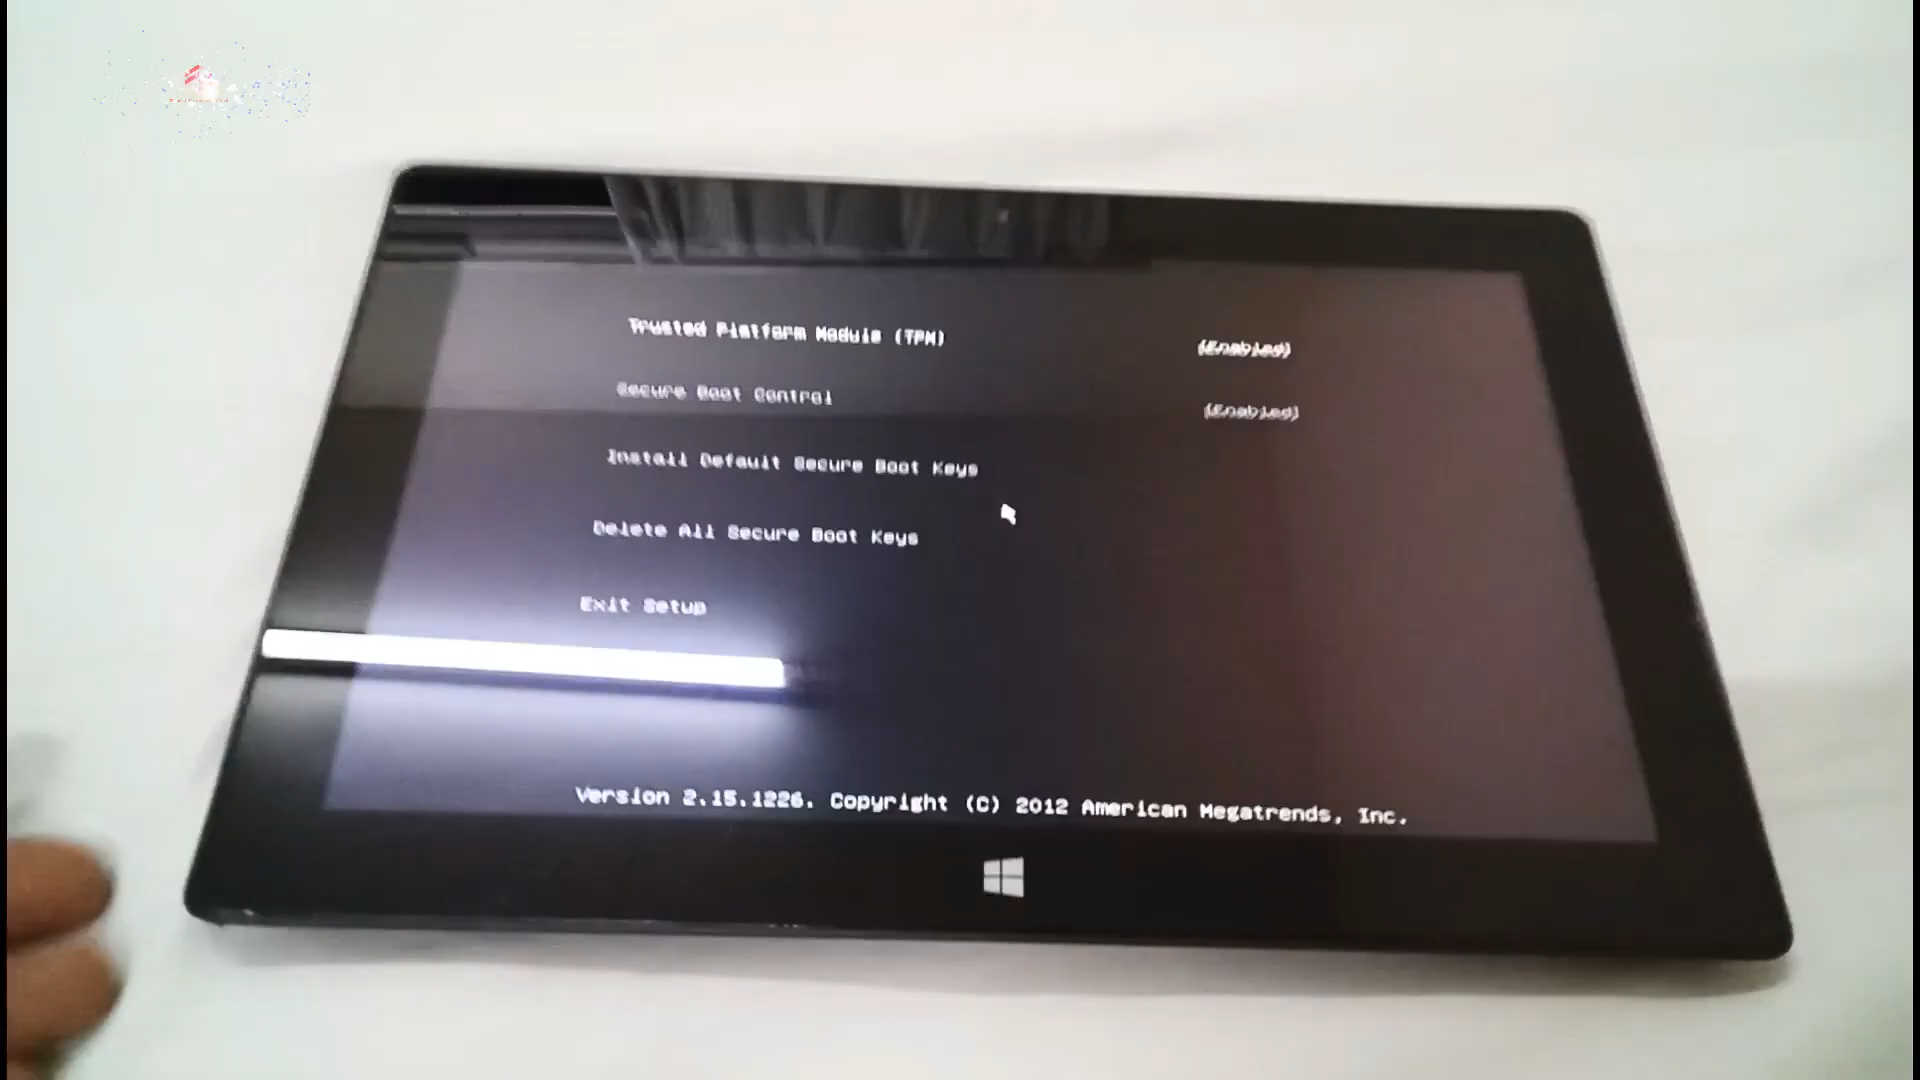 Trusted Platform Module (TPM) [Enabled]
Secure Boot Control [Enabled]
Install Default Secure Boot Keys
Delete All Secure Boot Keys
Exit Setup
Version 2.15.1226. Copyright (C) 2012 American Megatrends, Inc.